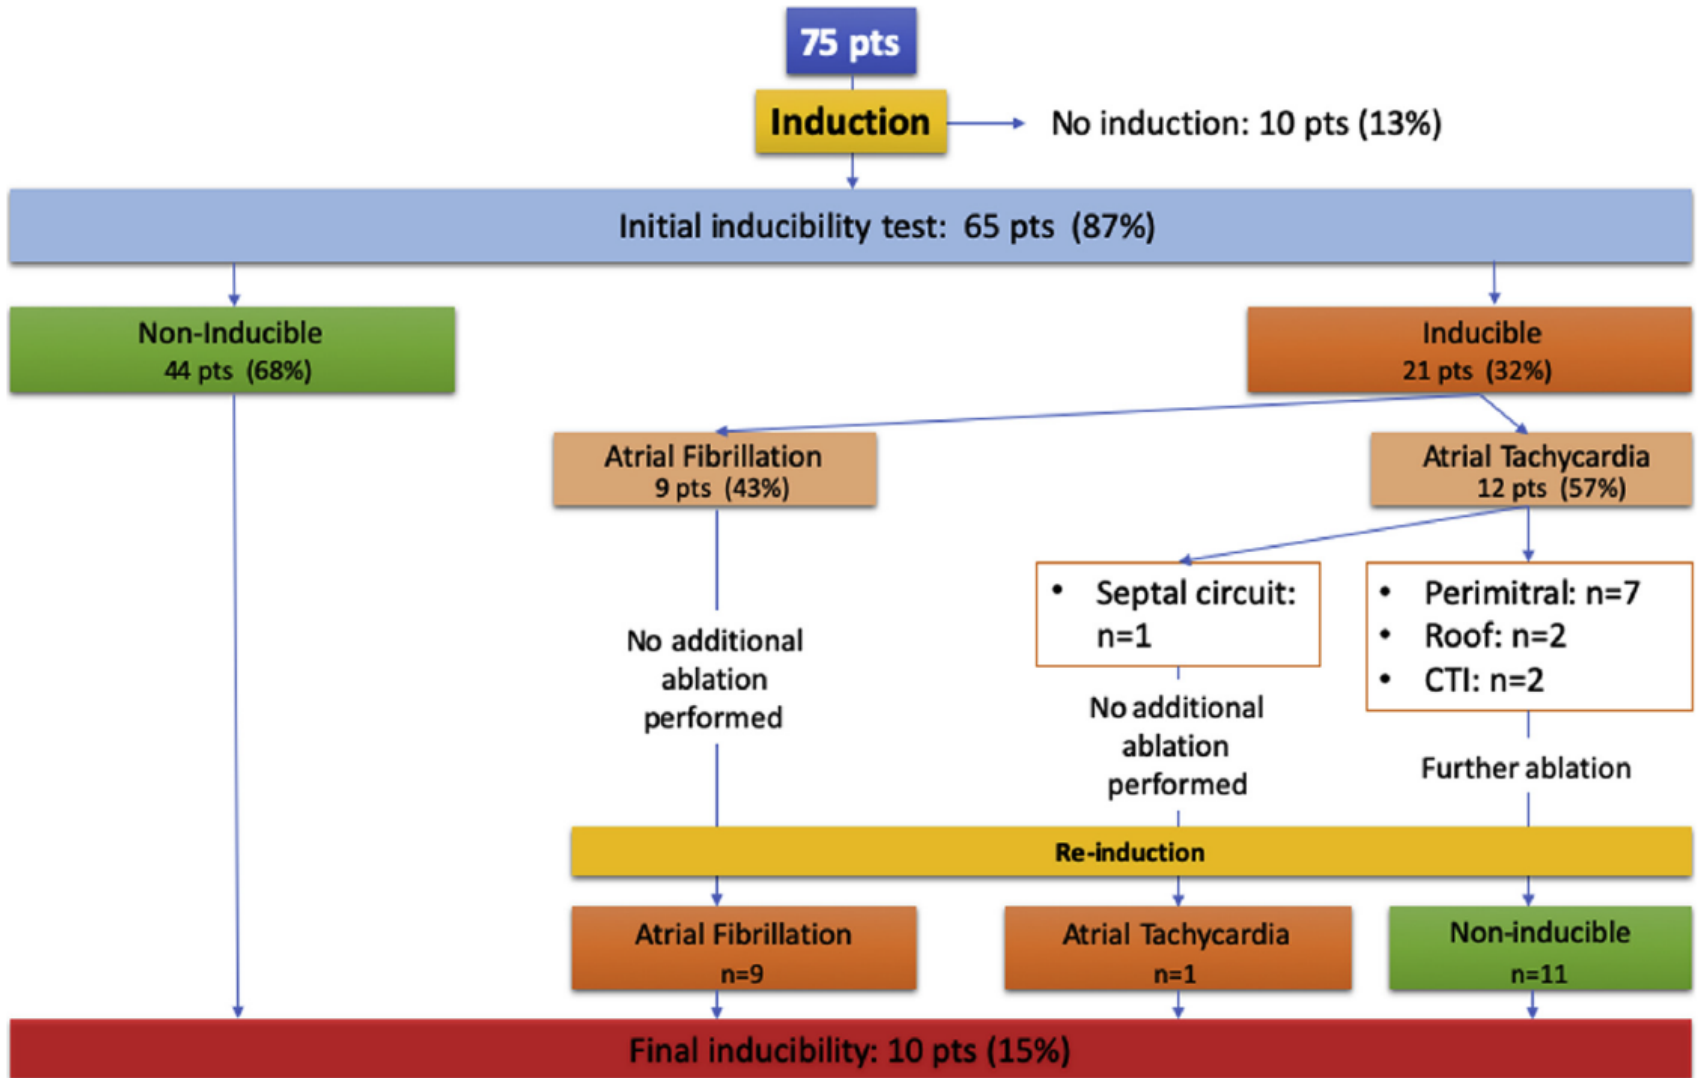 75 pts
Induction
No induction: 10 pts (13%)
Initial inducibility test: 65 pts (87%)
Non-Inducible
44 pts (68%)
Inducible
21 pts (32%)
Atrial Fibrillation
9 pts (43%)
Atrial Tachycardia
12 pts (57%)
No additional
ablation
performed
• Septal circuit:
n=1
No additional
ablation
performed
• Perimitral: n=7
• Roof: n=2
• CTI: n=2
Further ablation
Re-induction
Atrial Fibrillation
n=9
Atrial Tachycardia
n=1
Non-inducible
n=11
Final inducibility: 10 pts (15%)